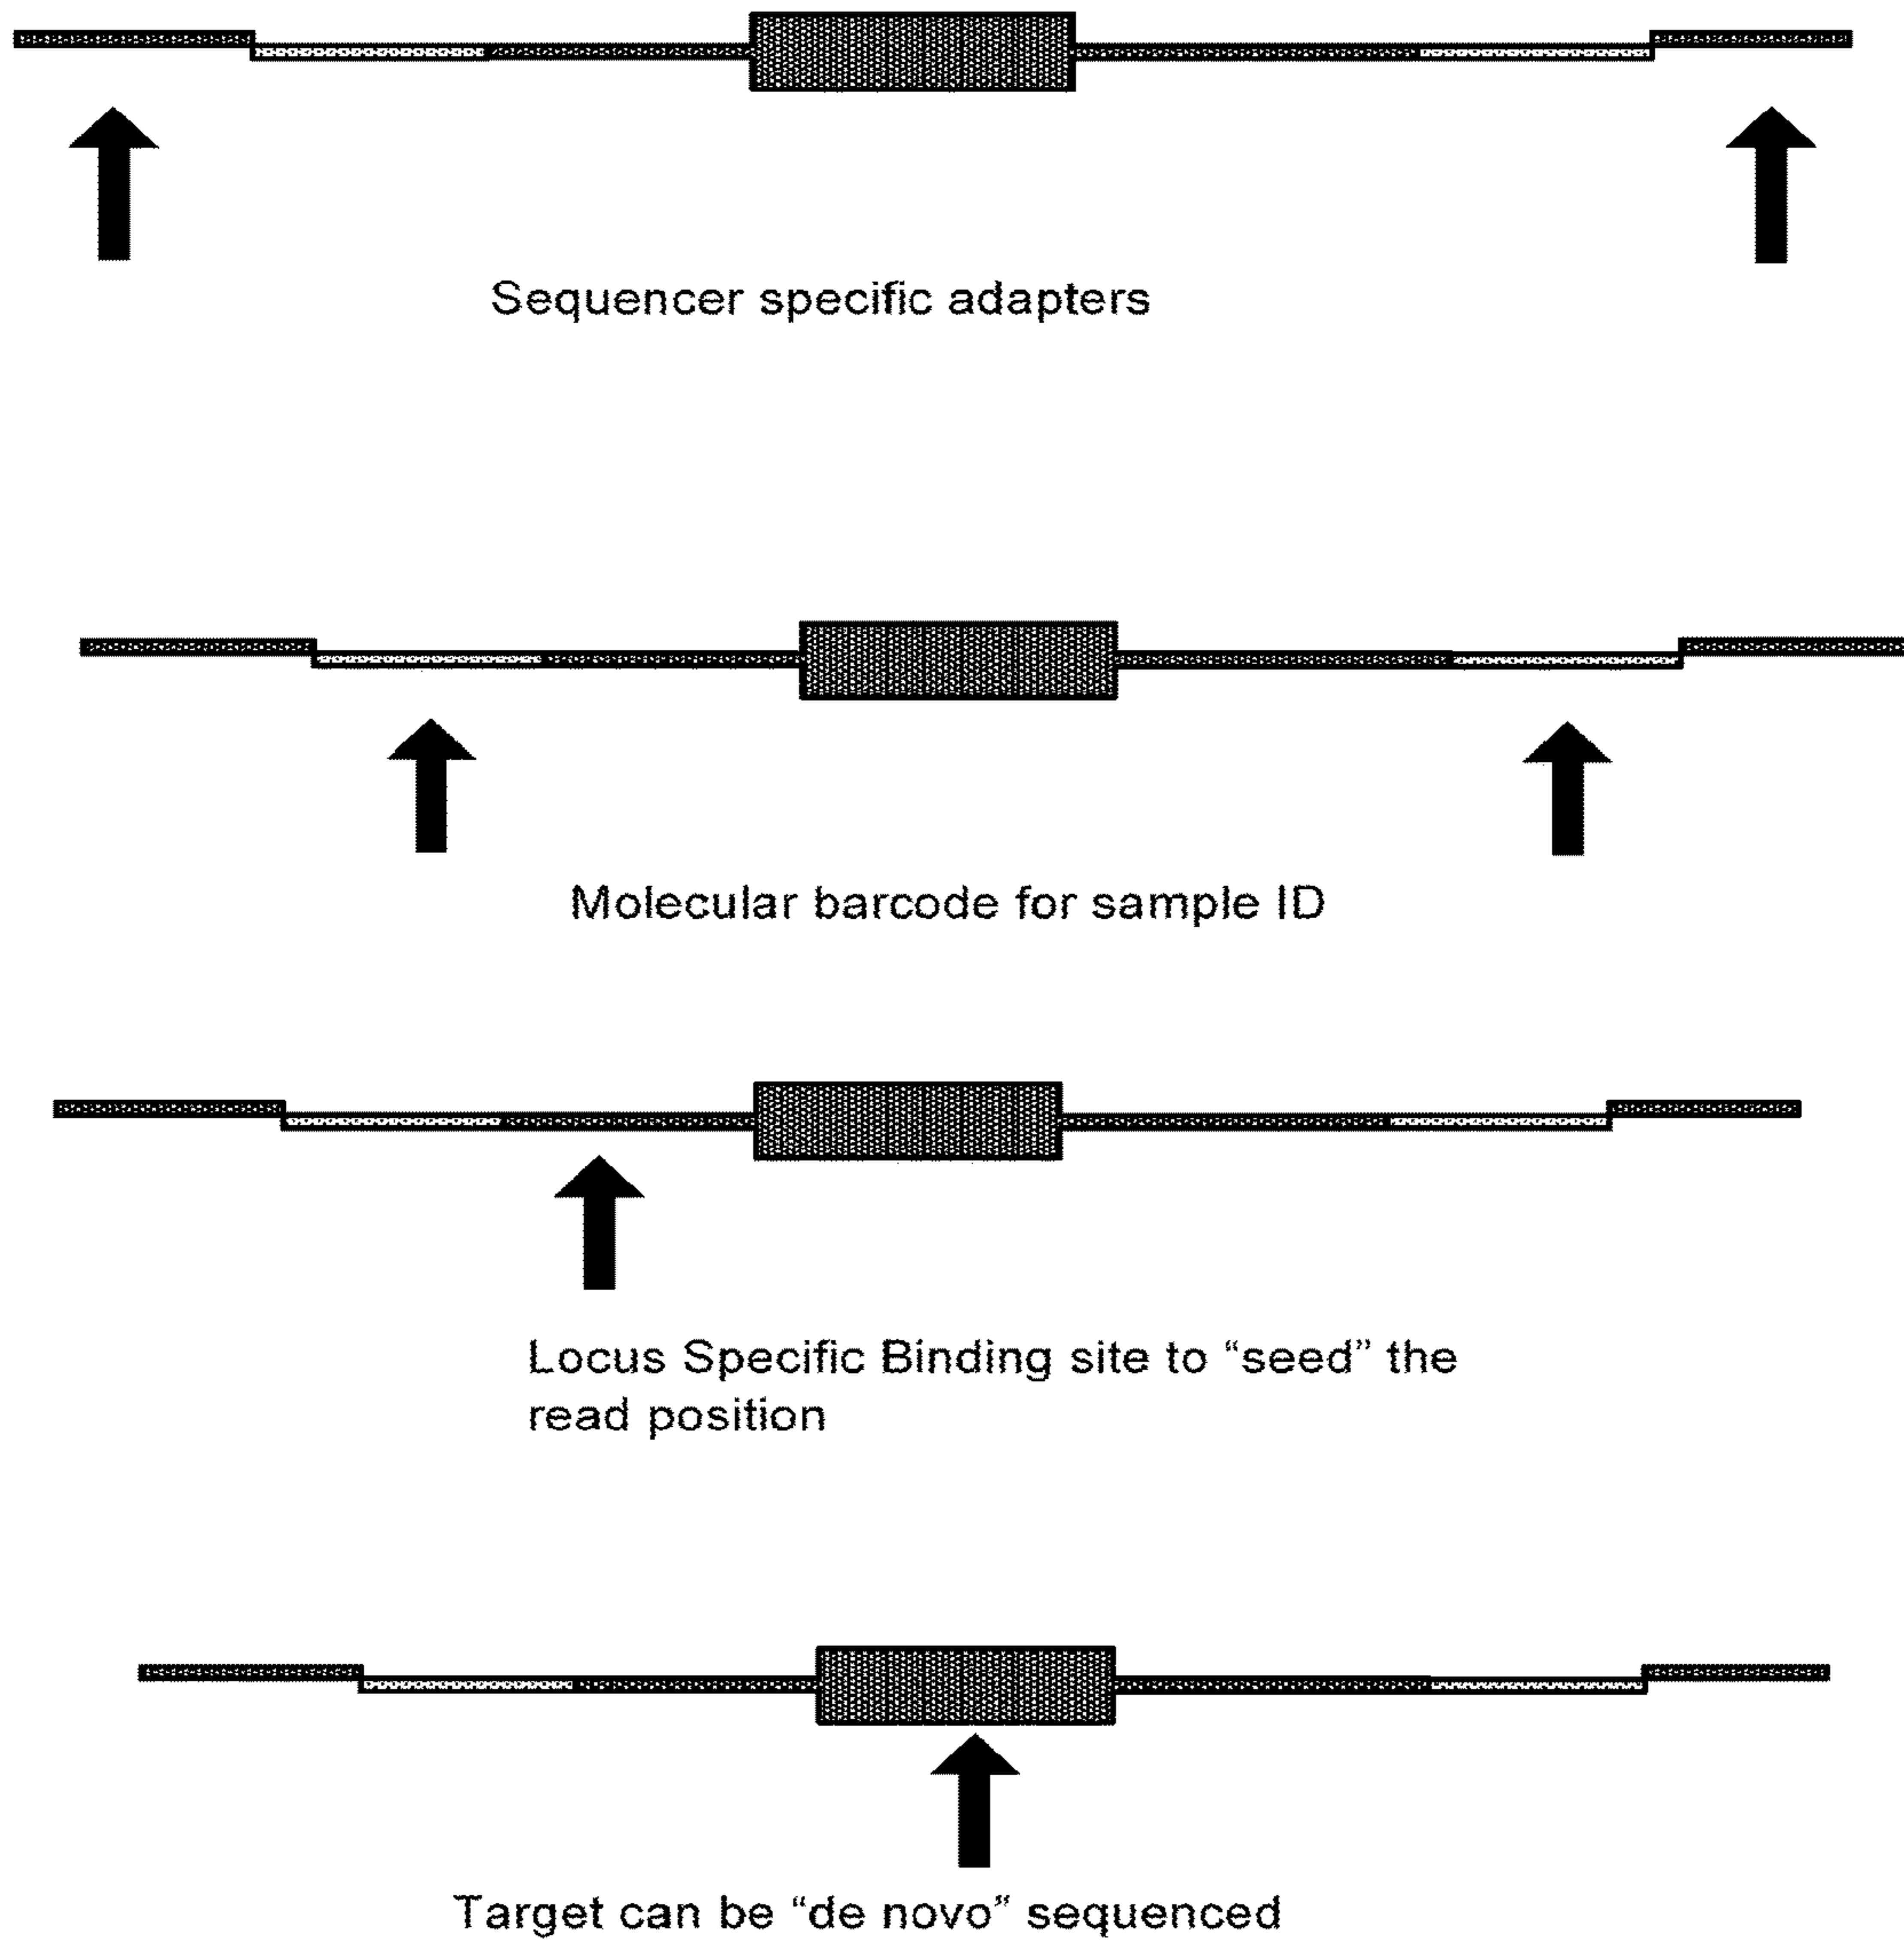 Sequencer specific adapters
Molecular barcode for sample ID
Locus Specific Binding site to “seed” the
read position
Target can be “de novo” sequenced